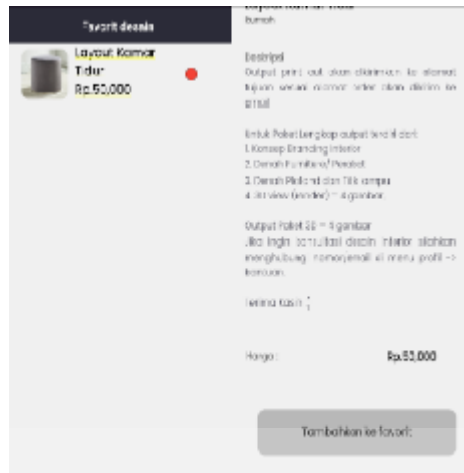 Favorit desain
Layout Kamar
Tidur
Rp.50,000
Layout Kamar Tidur
Rumah
Deskripsi
Output print out akan dikirimkan ke alamat
tujuan sesuai alamat order akan dikirim ke
email
Untuk Paket Lengkap output terdiri dari:
1. Konsep Branding Interior
2. Denah Furniture/ Perabot
3. Denah Plafond dan Titik Lampu
4. 3D view (render) = 4 gambar.
Output Paket 3D = 4 gambar
Jika ingin konsultasi desain interior silahkan
menghubungi nomor/email di menu profil ->
bantuan.
Terima kasih :)
Harga :
Rp.50,000
Tambahkan ke favorit